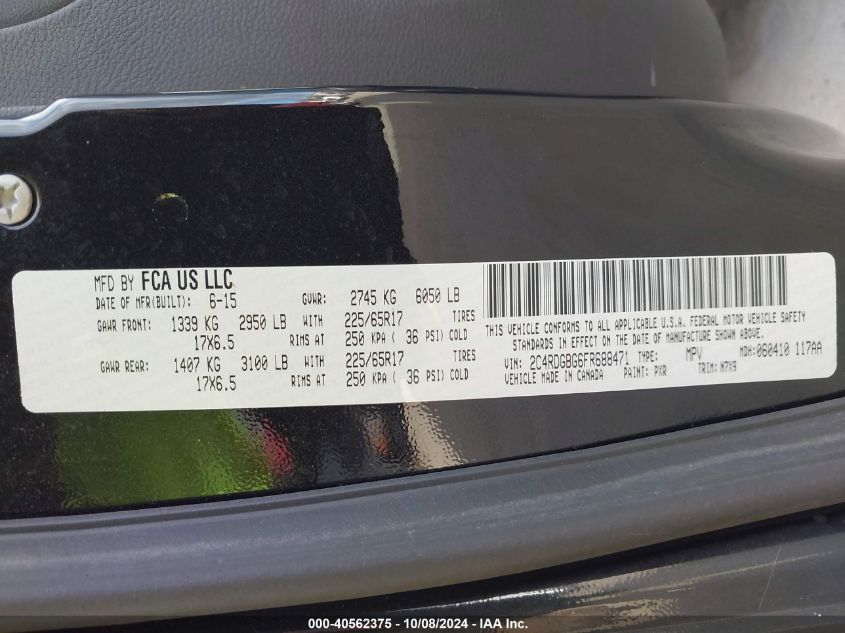 MFD BY FCA US LLC
DATE OF MFR(BUILT): 6-15 GVWR: 2745 KG 6050 LB
GAWR FRONT: 1339 KG 2950 LB WITH 225/65R17 TIRES
17X6.5 RIMS AT 250 KPA ( 36 PSI) COLD
GAWR REAR: 1407 KG 3100 LB WITH 225/65R17 TIRES
17X6.5 RIMS AT 250 KPA ( 36 PSI) COLD
THIS VEHICLE CONFORMS TO ALL APPLICABLE U.S.A. FEDERAL MOTOR VEHICLE SAFETY
STANDARDS IN EFFECT ON THE DATE OF MANUFACTURE SHOWN ABOVE.
VIN: 2C4RDGBG6FR688471 TYPE: MPV MDH:060410 117AA
VEHICLE MADE IN CANADA PAINT: PXR TRIM: N7X9
000-40562375 - 10/08/2024 - IAA Inc.